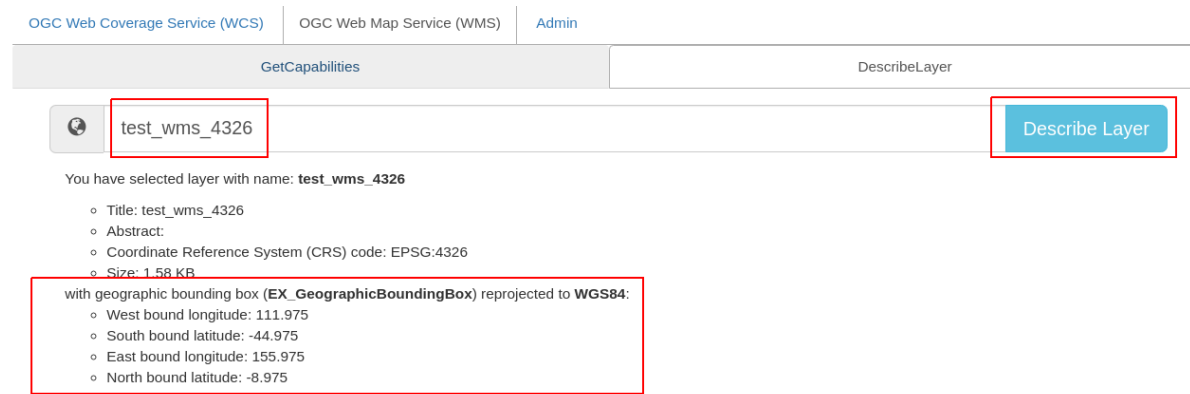 OGC Web Coverage Service (WCS) OGC Web Map Service (WMS) Admin
GetCapabilities DescribeLayer
test_wms_4326 Describe Layer
You have selected layer with name: test_wms_4326
Title: test_wms_4326
Abstract:
Coordinate Reference System (CRS) code: EPSG:4326
Size: 1.58 KB
with geographic bounding box (EX_GeographicBoundingBox) reprojected to WGS84:
West bound longitude: 111.975
South bound latitude: -44.975
East bound longitude: 155.975
North bound latitude: -8.975